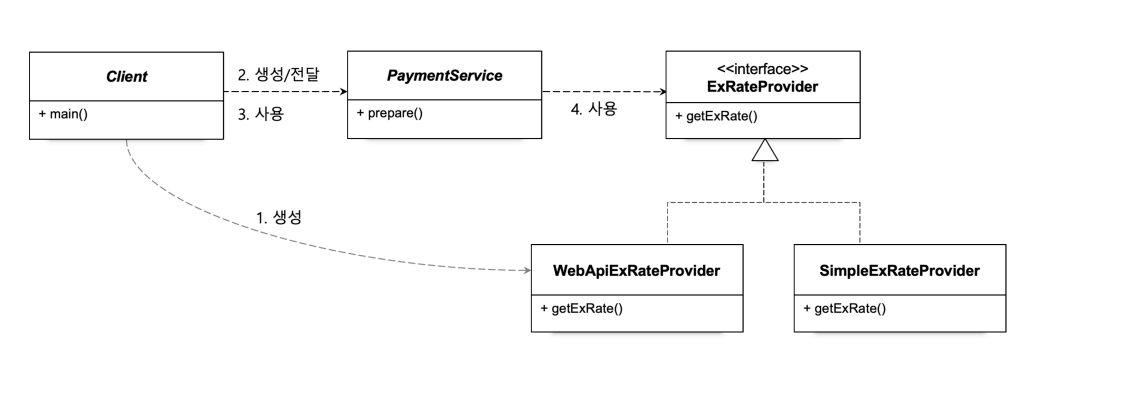 Client
+ main()
2. 생성/전달
3. 사용
PaymentService
+ prepare()
4. 사용
<<interface>>
ExRateProvider
+ getExRate()
1. 생성
WebApiExRateProvider
+ getExRate()
SimpleExRateProvider
+ getExRate()